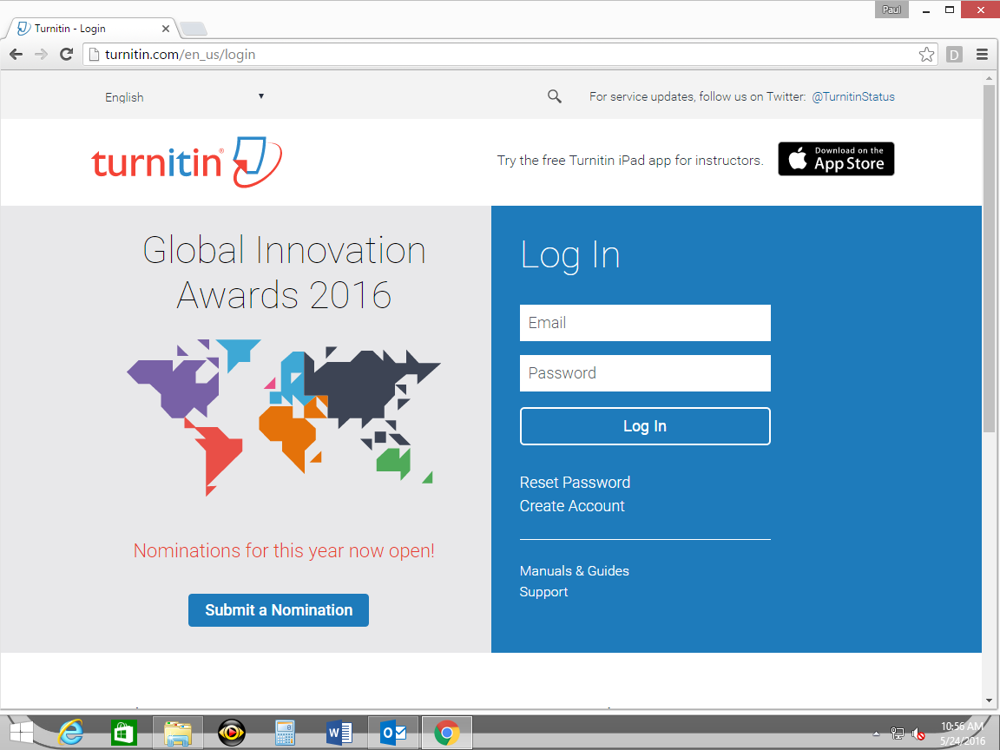 Paul
Turnitin - Login
turnitin.com/en_us/login
D
English
For service updates, follow us on Twitter: @TurnitinStatus
turnitin®
Try the free Turnitin iPad app for instructors.
Download on the
App Store
Global Innovation
Awards 2016
Nominations for this year now open!
Submit a Nomination
Log In
Email
Password
Log In
Reset Password
Create Account
Manuals & Guides
Support
10:56 AM
5/24/2016